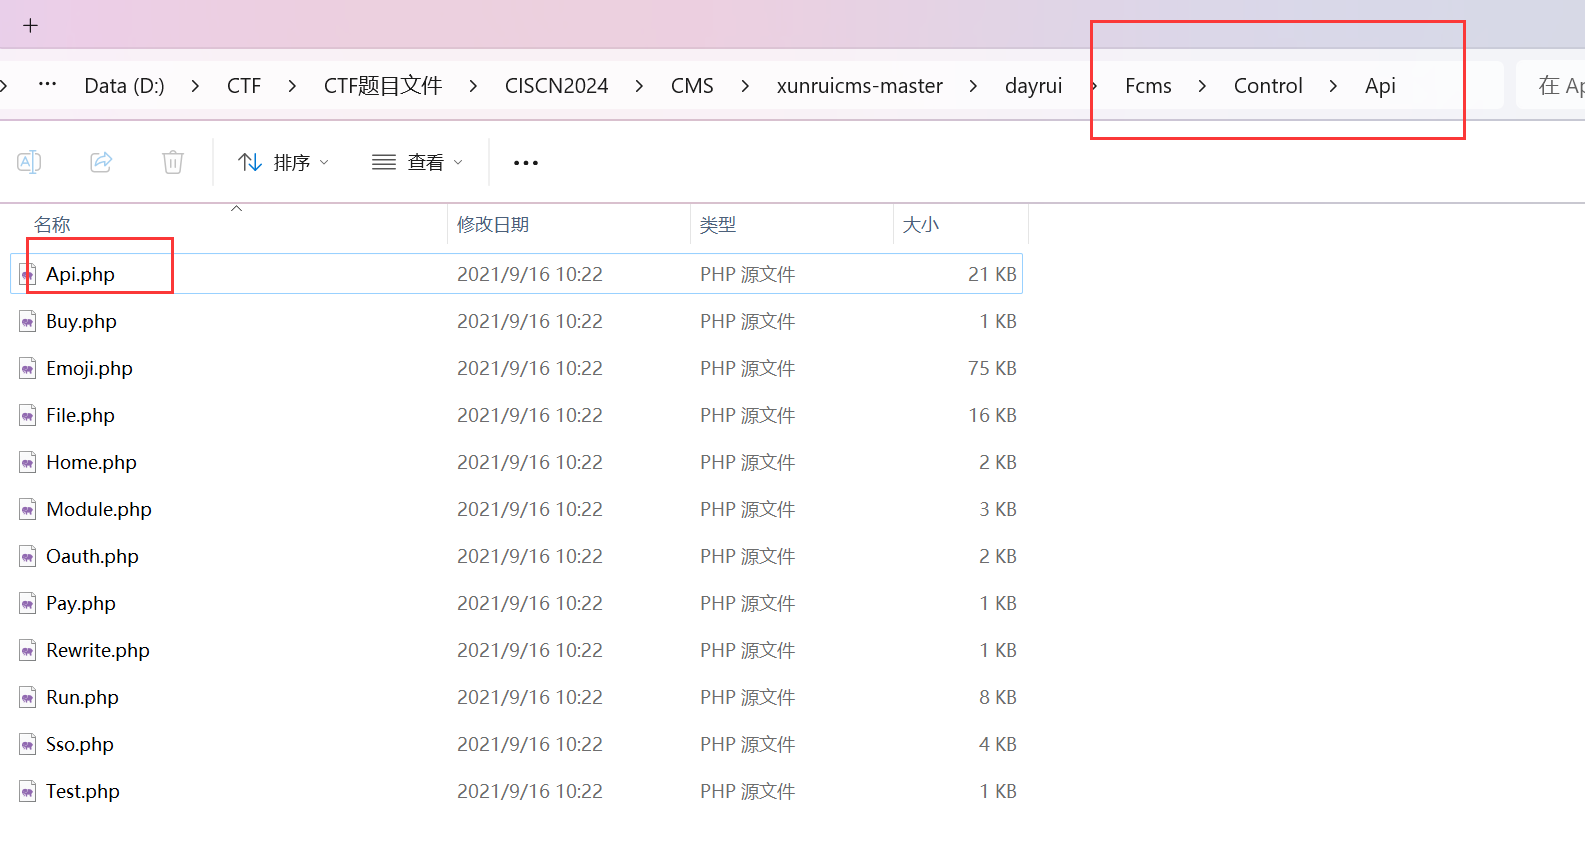 Data (D:) CTF CTF题目文件 CISCN2024 CMS xunruicms-master dayrui Fcms Control Api 在 Ap
排序 查看
名称 修改日期 类型 大小
Api.php 2021/9/16 10:22 PHP 源文件 21 KB
Buy.php 2021/9/16 10:22 PHP 源文件 1 KB
Emoji.php 2021/9/16 10:22 PHP 源文件 75 KB
File.php 2021/9/16 10:22 PHP 源文件 16 KB
Home.php 2021/9/16 10:22 PHP 源文件 2 KB
Module.php 2021/9/16 10:22 PHP 源文件 3 KB
Oauth.php 2021/9/16 10:22 PHP 源文件 2 KB
Pay.php 2021/9/16 10:22 PHP 源文件 1 KB
Rewrite.php 2021/9/16 10:22 PHP 源文件 1 KB
Run.php 2021/9/16 10:22 PHP 源文件 8 KB
Sso.php 2021/9/16 10:22 PHP 源文件 4 KB
Test.php 2021/9/16 10:22 PHP 源文件 1 KB